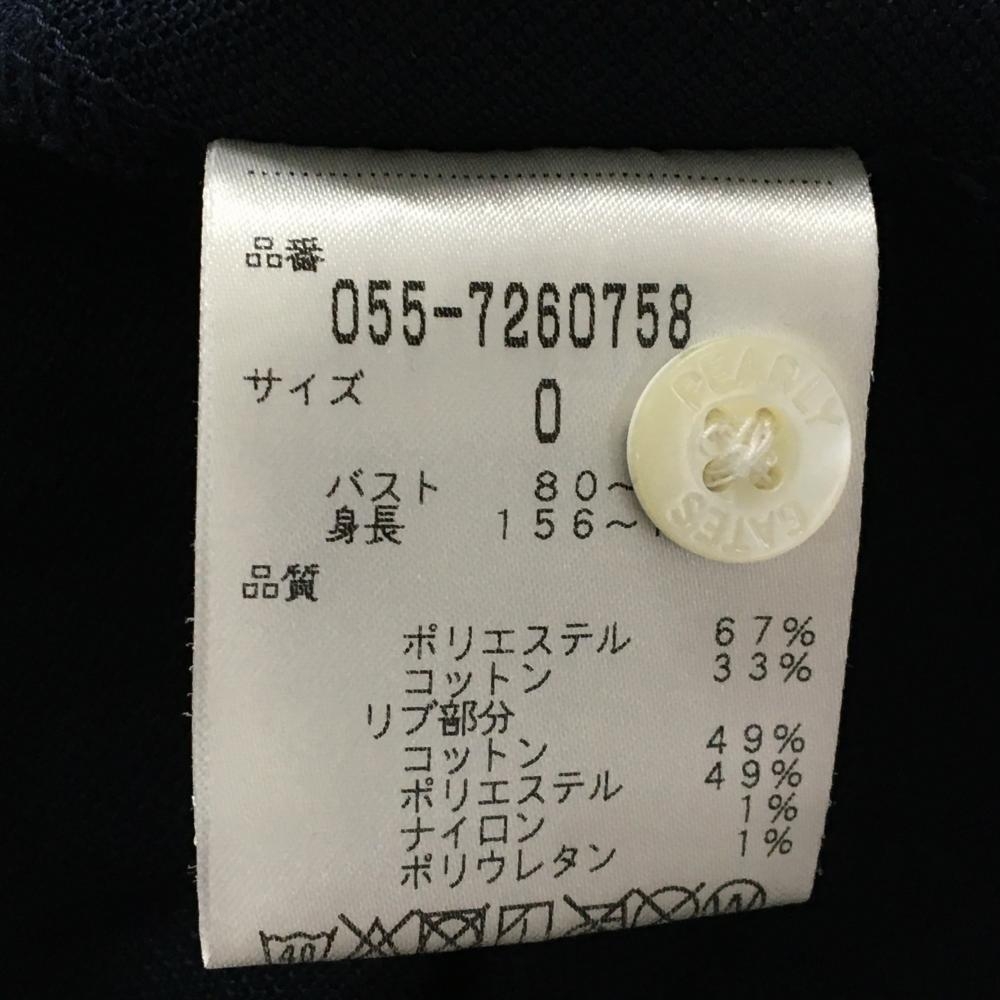 品番
055-7260758
サイズ
0
バスト 80～
身長 156～
品質
ポリエステル 67%
コットン 33%
リブ部分
コットン 49%
ポリエステル 49%
ナイロン 1%
ポリウレタン 1%
PEARLY
GATES
40
W